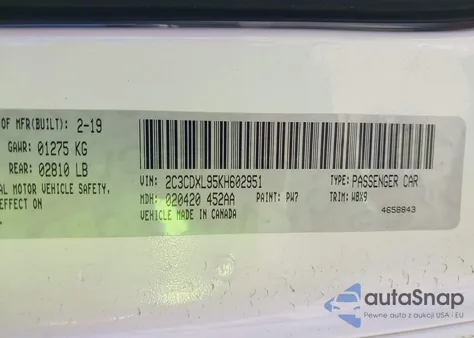 OF MFR(BUILT): 2-19
GAWR: 01275 KG
REAR: 02810 LB
MOTOR VEHICLE SAFETY,
EFFECT ON
VIN: 2C3CDXL95KH602951
TYPE: PASSENGER CAR
MDH: 020420 452AA
PAINT: PW7
TRIM: W8X9
VEHICLE MADE IN CANADA
4658843
autaSnap
Pewne auta z aukcji USA i EU